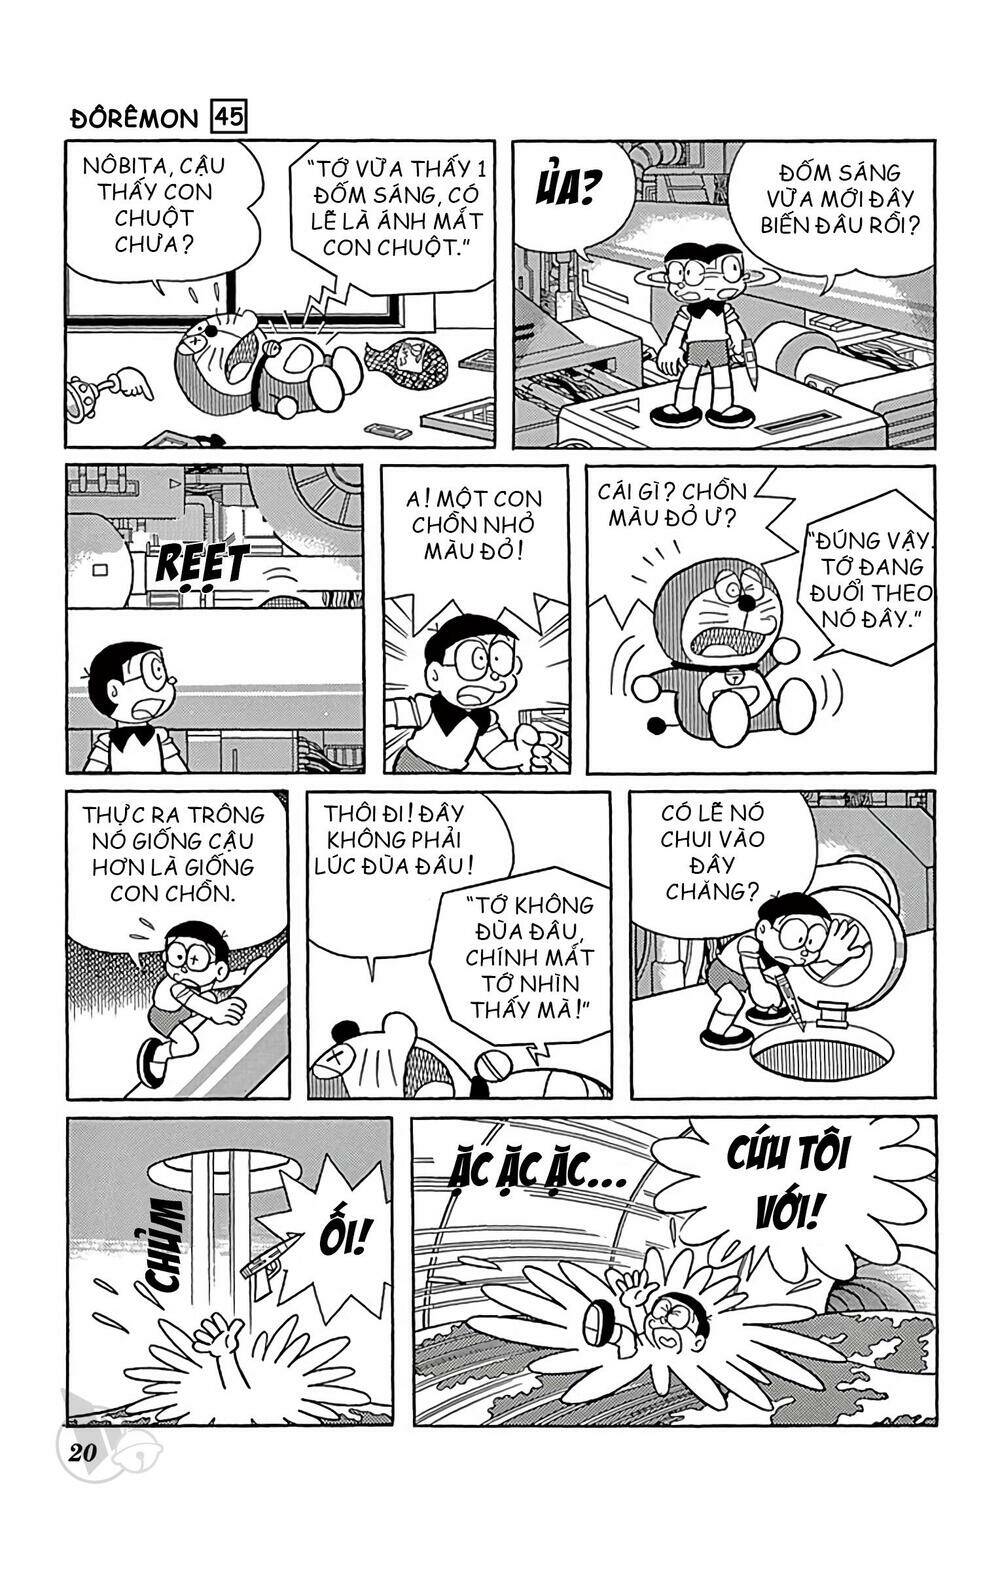 ĐÔRÊMON 45
NÔBITA, CẬU
THẤY CON
CHUỘT
CHƯA?
"TỚ VỪA THẤY 1
ĐỐM SÁNG, CÓ
LẼ LÀ ÁNH MẮT
CON CHUỘT."
ỦA?
ĐỐM SÁNG
VỪA MỚI ĐÂY
BIẾN ĐÂU RỒI?
RẸẸT
A! MỘT CON
CHỒN NHỎ
MÀU ĐỎ!
CÁI GÌ? CHỒN
MÀU ĐỎ Ư?
"ĐÚNG VẬY.
TỚ ĐANG
ĐUỔI THEO
NÓ ĐÂY."
THỰC RA TRÔNG
NÓ GIỐNG CẬU
HƠN LÀ GIỐNG
CON CHỒN.
THÔI ĐI! ĐÂY
KHÔNG PHẢI
LÚC ĐÙA ĐÂU!
"TỚ KHÔNG
ĐÙA ĐÂU,
CHÍNH MẮT
TỚ NHÌN
THẤY MÀ!"
CÓ LẼ NÓ
CHUI VÀO
ĐÂY
CHĂNG?
CHỦM
ỐI!
ẶC ẶC ẶC...
CỨU TÔI
VỚI!
20